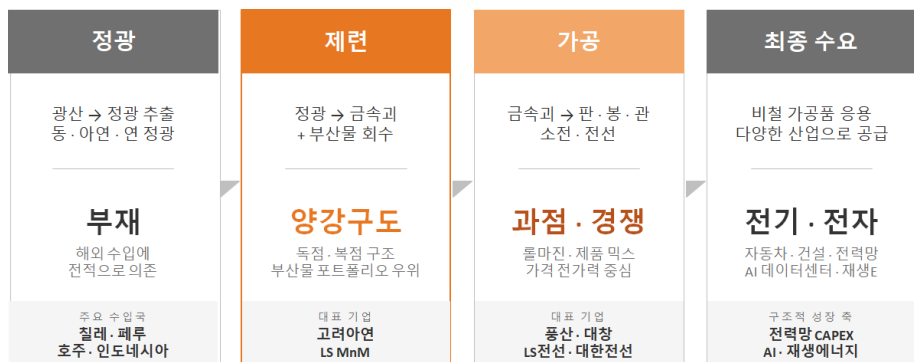 정광
광산 → 정광 추출
동 · 아연 · 연 정광
부재
해외 수입에
전적으로 의존
주요 수입국
칠레 · 페루
호주 · 인도네시아
제련
정광 → 금속괴
+ 부산물 회수
양강구도
독점 · 복점 구조
부산물 포트폴리오 우위
대표 기업
고려아연
LS MnM
가공
금속괴 → 판 · 봉 · 관
소전 · 전선
과점 · 경쟁
롤마진 · 제품 믹스
가격 전가력 중심
대표 기업
풍산 · 대창
LS전선 · 대한전선
최종 수요
비철 가공품 응용
다양한 산업으로 공급
전기 · 전자
자동차 · 건설 · 전력망
AI 데이터센터 · 재생E
구조적 성장 축
전력망 CAPEX
AI · 재생에너지